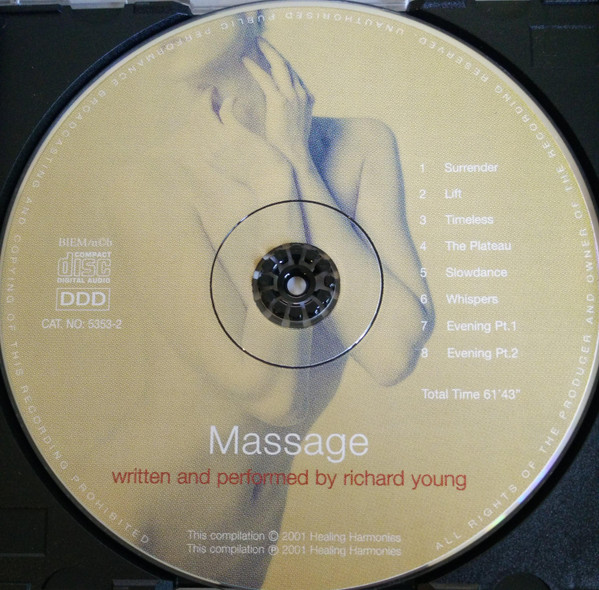 ALL RIGHTS OF THE PRODUCER AND OWNER OF THE RECORDING RESERVED. UNAUTHORISED PUBLIC PERFORMANCE BROADCASTING AND COPYING OF THIS RECORDING PROHIBITED
1 Surrender
2 Lift
3 Timeless
4 The Plateau
5 Slowdance
6 Whispers
7 Evening Pt.1
8 Evening Pt.2
Total Time 61'43"
BIEM/nCb
COMPACT
disc
DIGITAL AUDIO
DDD
CAT. NO: 5353-2
Massage
written and performed by richard young
This compilation © 2001 Healing Harmonies
This compilation ℗ 2001 Healing Harmonies